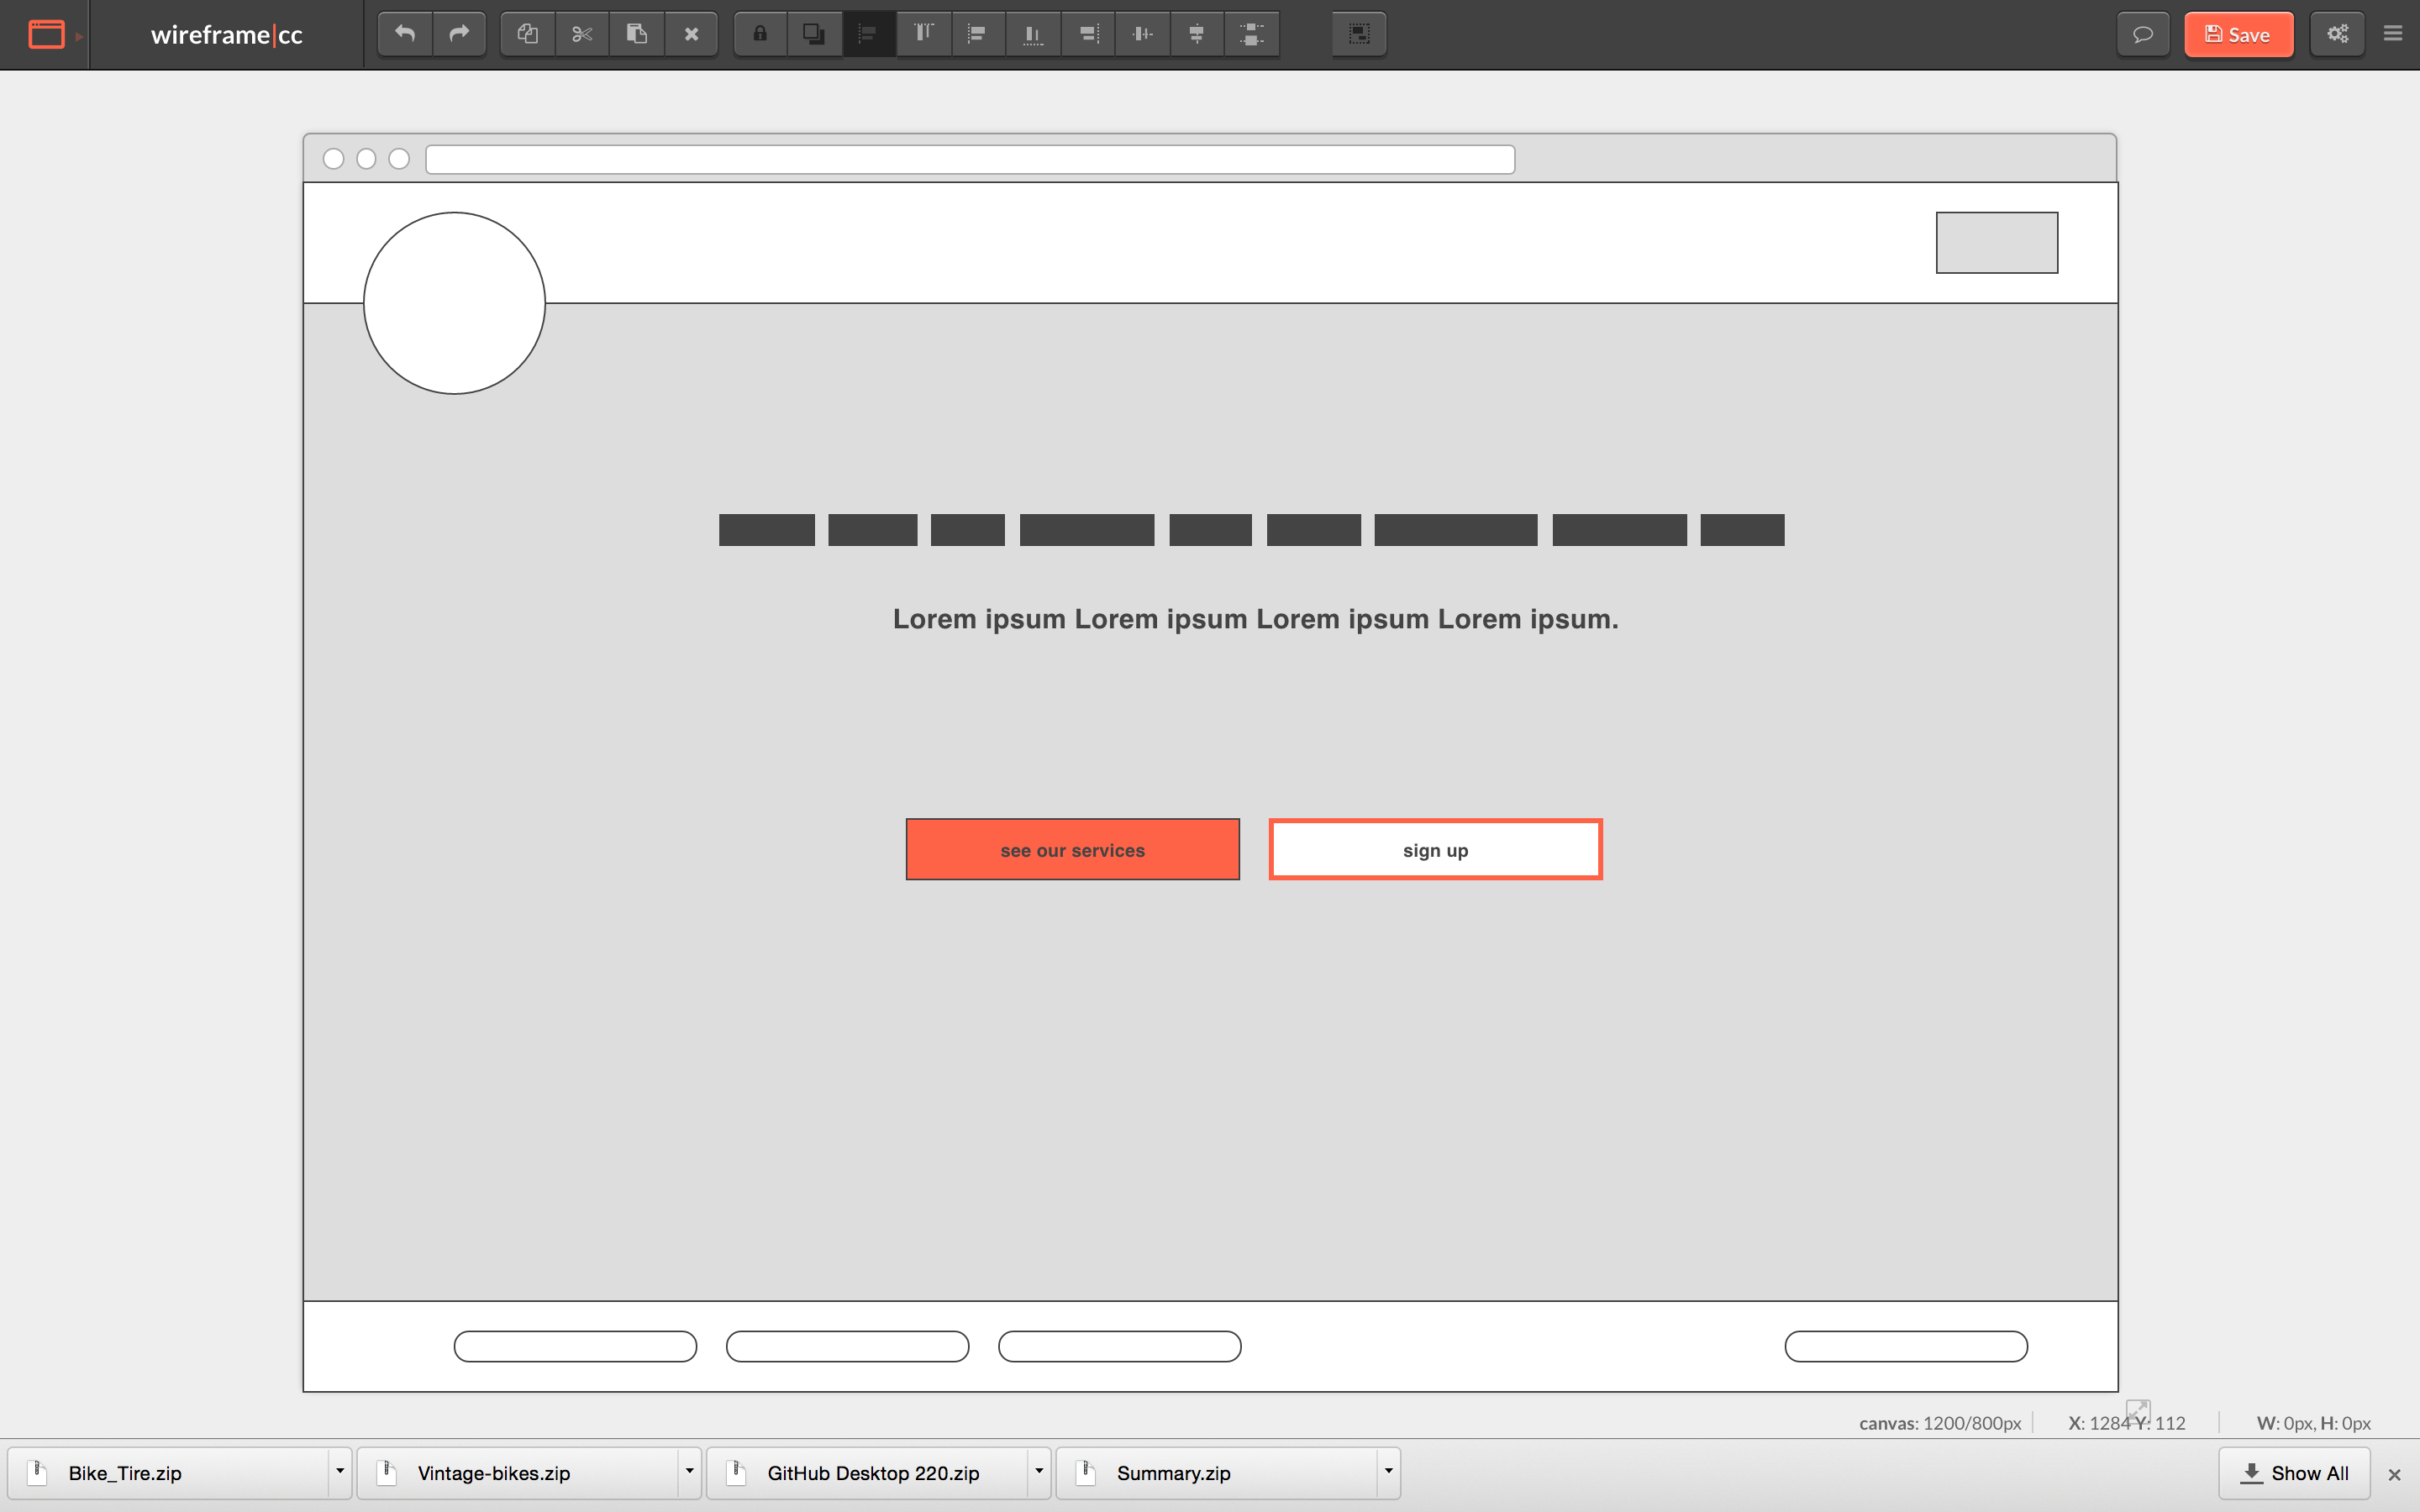 wireframe|cc
Save
Lorem ipsum Lorem ipsum Lorem ipsum Lorem ipsum.
see our services
sign up
canvas: 1200/800px
X: 1284 Y: 112
W: 0px, H: 0px
Bike_Tire.zip
Vintage-bikes.zip
GitHub Desktop 220.zip
Summary.zip
Show All